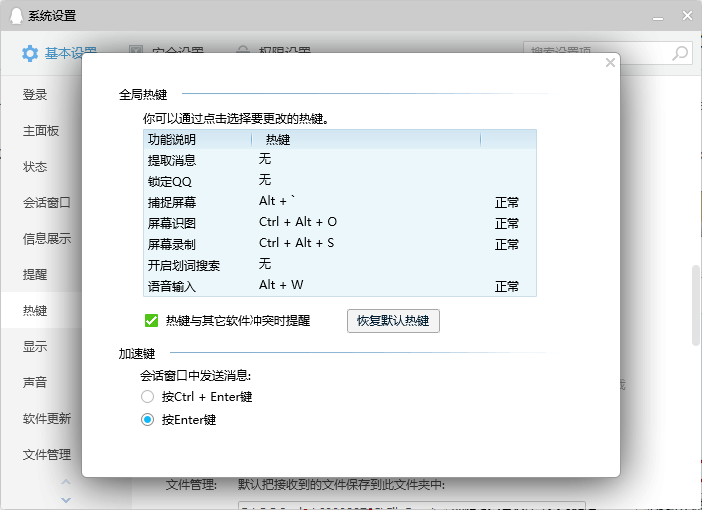 系统设置
基本设置 安全设置 权限设置 搜索设置项
登录
主面板
状态
会话窗口
信息展示
提醒
热键
显示
声音
软件更新
文件管理
全局热键
你可以通过点击选择要更改的热键。
功能说明 热键
提取消息 无
锁定QQ 无
捕捉屏幕 Alt + ` 正常
屏幕识图 Ctrl + Alt + O 正常
屏幕录制 Ctrl + Alt + S 正常
开启划词搜索 无
语音输入 Alt + W 正常
热键与其它软件冲突时提醒 恢复默认热键
加速键
会话窗口中发送消息:
按Ctrl + Enter键
按Enter键
文件管理: 默认把接收到的文件保存到此文件夹中: